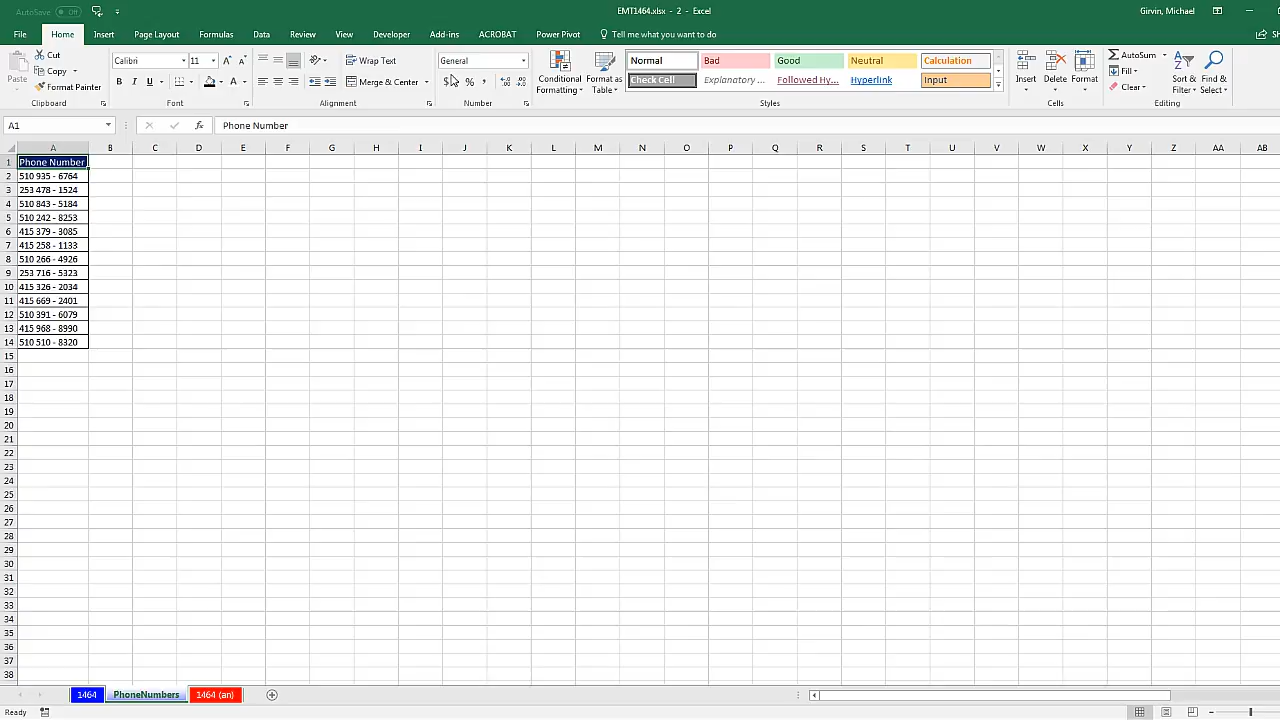 AutoSave Off EMT1464.xlsx - 2 - Excel Girvin, Michael
File Home Insert Page Layout Formulas Data Review View Developer Add-ins ACROBAT Power Pivot Tell me what you want to do
Cut
Copy
Format Painter
Paste
Clipboard
Calibri 11
B I U
Font
Wrap Text
Merge & Center
Alignment
General
$ % ,
Number
Conditional
Formatting
Format as
Table
Normal Bad Good Neutral Calculation
Check Cell Explanatory ... Followed Hy... Hyperlink Input
Styles
Insert Delete Format
Cells
AutoSum
Fill
Clear
Sort &
Filter
Find &
Select
Editing
A1 fx Phone Number
A B C D E F G H I J K L M N O P Q R S T U V W X Y Z AA AB
1 Phone Number
2 510 935 - 6764
3 253 478 - 1524
4 510 843 - 5184
5 510 242 - 8253
6 415 379 - 3085
7 415 258 - 1133
8 510 266 - 4926
9 253 716 - 5323
10 415 326 - 2034
11 415 669 - 2401
12 510 391 - 6079
13 415 968 - 8990
14 510 510 - 8320
15
16
17
18
19
20
21
22
23
24
25
26
27
28
29
30
31
32
33
34
35
36
37
38
1464 PhoneNumbers 1464 (an)
Ready